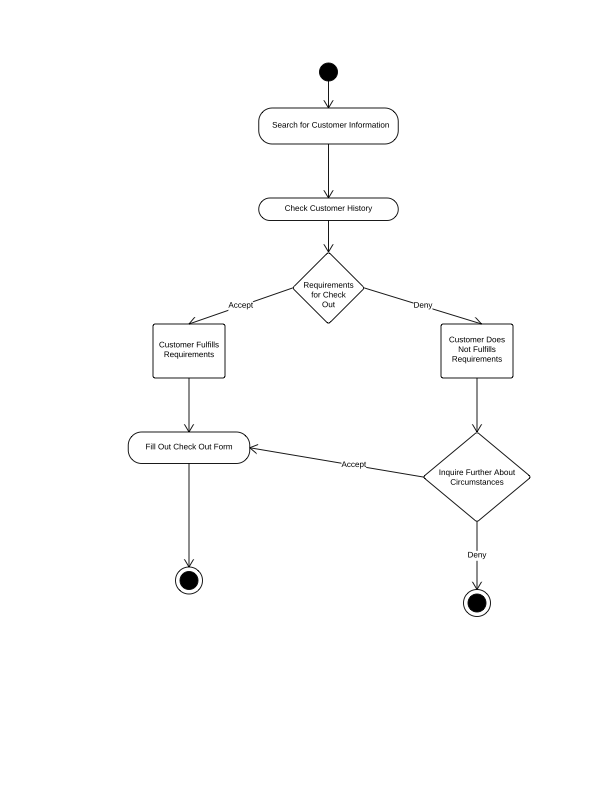 Search for Customer Information
Check Customer History
Requirements
for Check
Out
Accept
Deny
Customer Fulfills
Requirements
Customer Does
Not Fulfills
Requirements
Fill Out Check Out Form
Accept
Inquire Further About
Circumstances
Deny